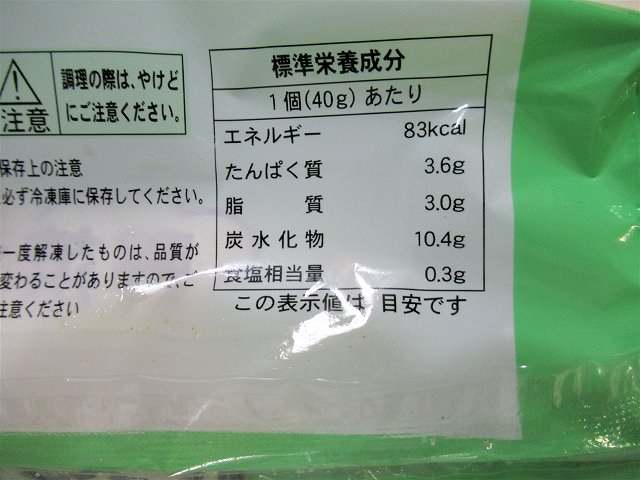 調理の際は、やけど
にご注意ください。
注意
保存上の注意
必ず冷凍庫に保存してください。
一度解凍したものは、品質が
変わることがありますので、ご
注意ください
標準栄養成分
1個(40g)あたり
エネルギー 83kcal
たんぱく質 3.6g
脂質 3.0g
炭水化物 10.4g
食塩相当量 0.3g
この表示値は、目安です